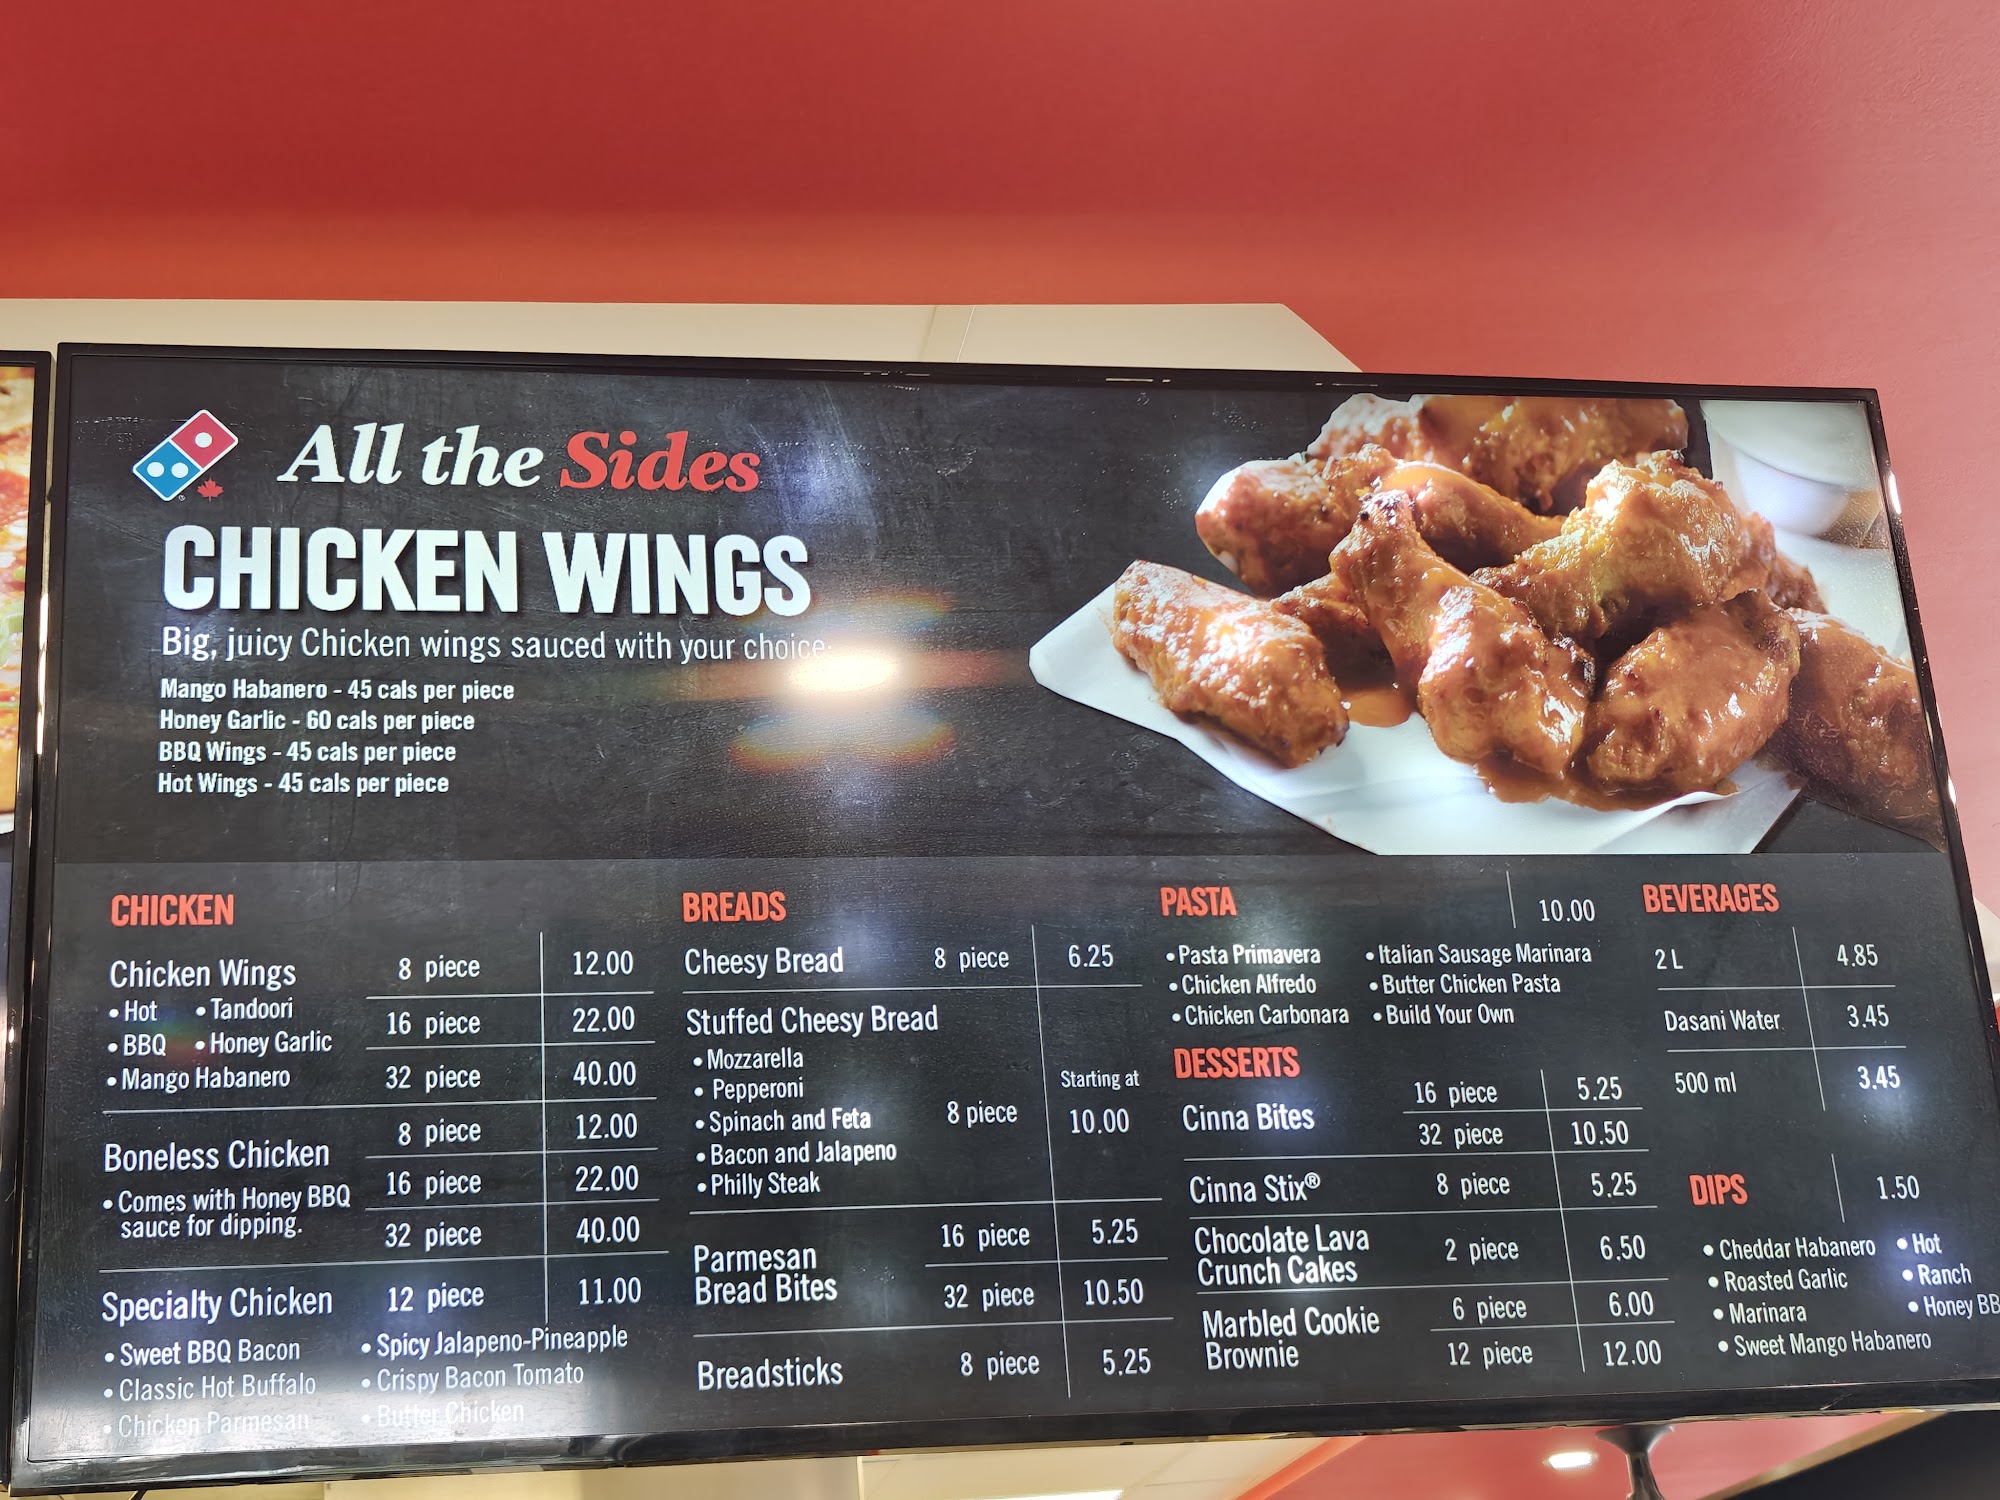 All the Sides
CHICKEN WINGS
Big, juicy Chicken wings sauced with your choice:
Mango Habanero - 45 cals per piece
Honey Garlic - 60 cals per piece
BBQ Wings - 45 cals per piece
Hot Wings - 45 cals per piece
CHICKEN
Chicken Wings 8 piece 12.00
• Hot • Tandoori 16 piece 22.00
• BBQ • Honey Garlic
• Mango Habanero 32 piece 40.00
Boneless Chicken 8 piece 12.00
• Comes with Honey BBQ 16 piece 22.00
sauce for dipping. 32 piece 40.00
Specialty Chicken 12 piece 11.00
• Sweet BBQ Bacon • Spicy Jalapeno-Pineapple
• Classic Hot Buffalo • Crispy Bacon Tomato
• Chicken Parmesan • Butter Chicken
BREADS
Cheesy Bread 8 piece 6.25
Stuffed Cheesy Bread
• Mozzarella
• Pepperoni Starting at
• Spinach and Feta 8 piece 10.00
• Bacon and Jalapeno
• Philly Steak
Parmesan 16 piece 5.25
Bread Bites 32 piece 10.50
Breadsticks 8 piece 5.25
PASTA 10.00
• Pasta Primavera • Italian Sausage Marinara
• Chicken Alfredo • Butter Chicken Pasta
• Chicken Carbonara • Build Your Own
DESSERTS
Cinna Bites 16 piece 5.25
32 piece 10.50
Cinna Stix® 8 piece 5.25
Chocolate Lava
Crunch Cakes 2 piece 6.50
Marbled Cookie 6 piece 6.00
Brownie 12 piece 12.00
BEVERAGES
2 L 4.85
Dasani Water 3.45
500 ml 3.45
DIPS 1.50
• Cheddar Habanero • Hot
• Roasted Garlic • Ranch
• Marinara • Honey BB
• Sweet Mango Habanero